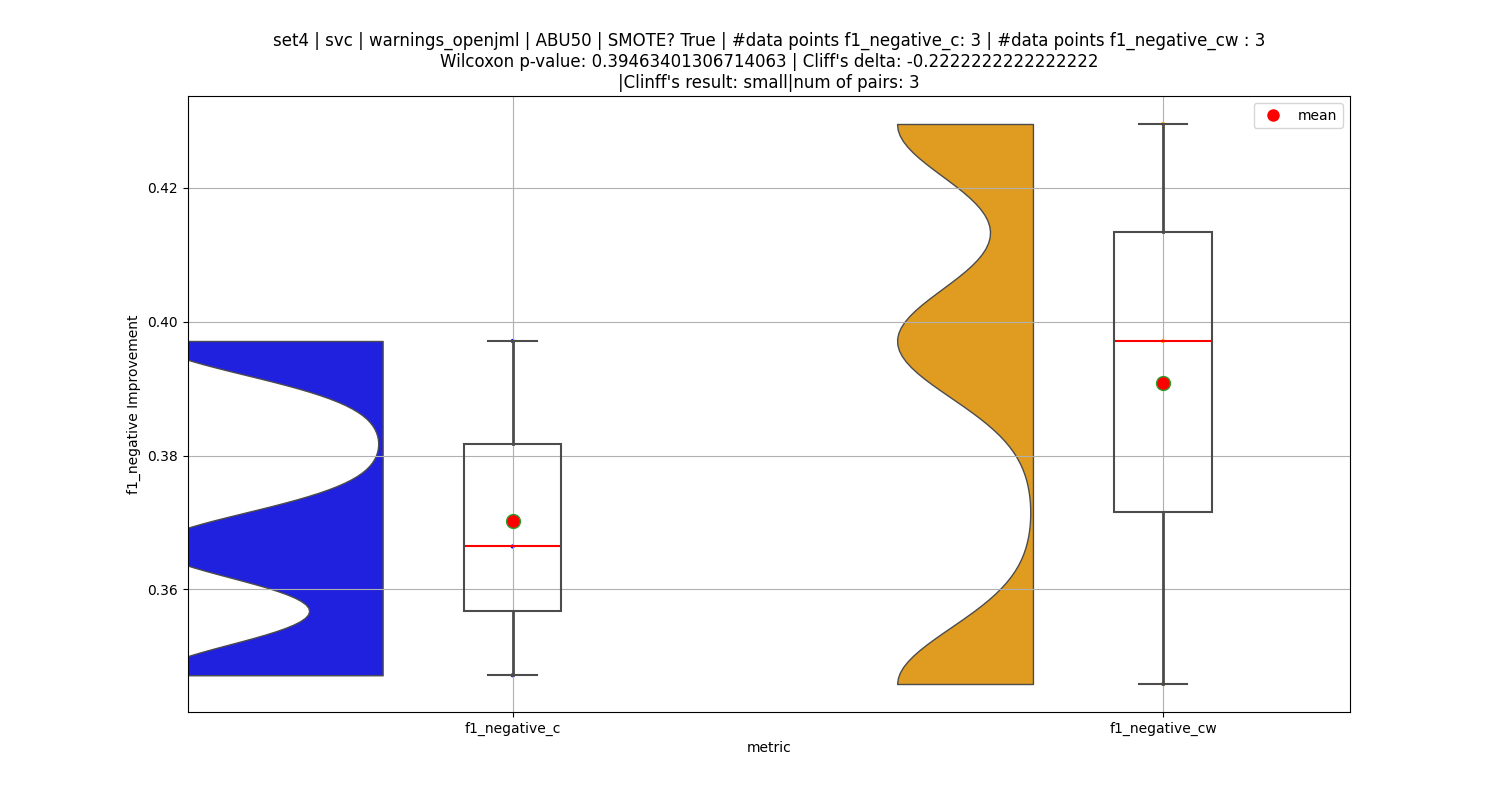 set4 | svc | warnings_openjml | ABU50 | SMOTE? True | #data points f1_negative_c: 3 | #data points f1_negative_cw : 3
Wilcoxon p-value: 0.39463401306714063 | Cliff's delta: -0.2222222222222222
|Clinff's result: small|num of pairs: 3
mean
0.42
0.40
0.38
0.36
f1_negative Improvement
f1_negative_c
f1_negative_cw
metric